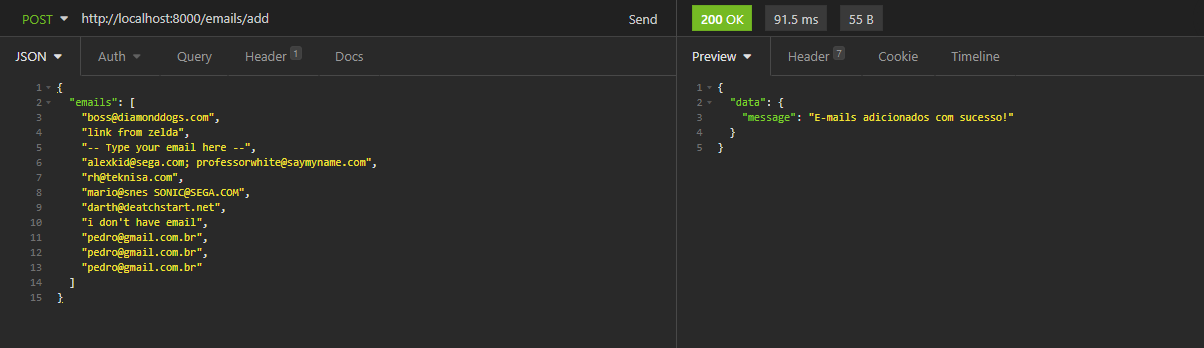 POST http://localhost:8000/emails/add Send 200 OK 91.5 ms 55 B
JSON Auth Query Header 1 Docs Preview Header 7 Cookie Timeline
1 {
2 "emails": [
3 "boss@diamonddogs.com",
4 "link from zelda",
5 "-- Type your email here --",
6 "alexkid@sega.com; professorwhite@saymyname.com",
7 "rh@teknisa.com",
8 "mario@snes SONIC@SEGA.COM",
9 "darth@deatchstart.net",
10 "i don't have email",
11 "pedro@gmail.com.br",
12 "pedro@gmail.com.br",
13 "pedro@gmail.com.br"
14 ]
15 }
1 {
2 "data": {
3 "message": "E-mails adicionados com sucesso!"
4 }
5 }